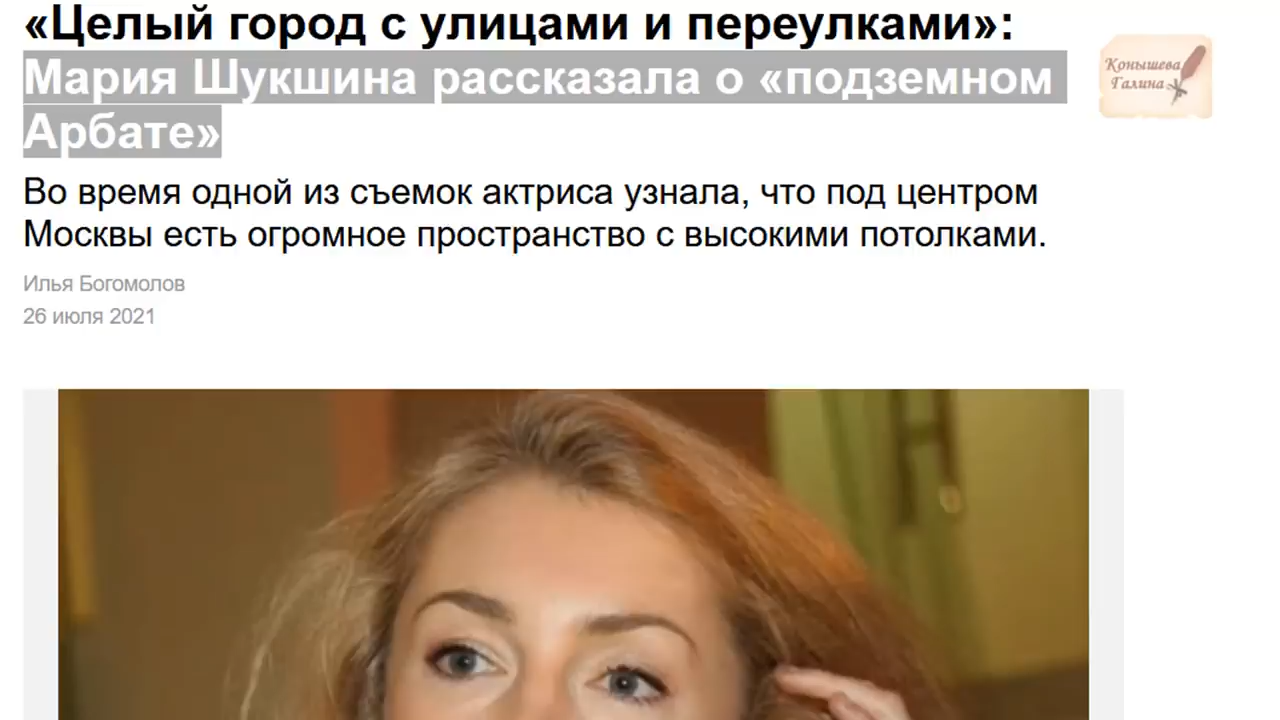 «Целый город с улицами и переулками»:
Мария Шукшина рассказала о «подземном
Арбате»
Конышева
Галина
Во время одной из съемок актриса узнала, что под центром
Москвы есть огромное пространство с высокими потолками.
Илья Богомолов
26 июля 2021